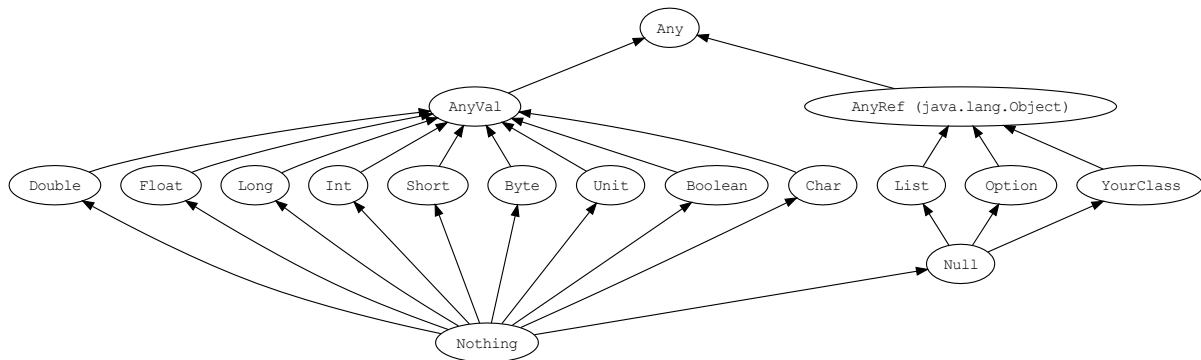 Any
AnyVal
AnyRef (java.lang.Object)
Double
Float
Long
Int
Short
Byte
Unit
Boolean
Char
List
Option
YourClass
Null
Nothing